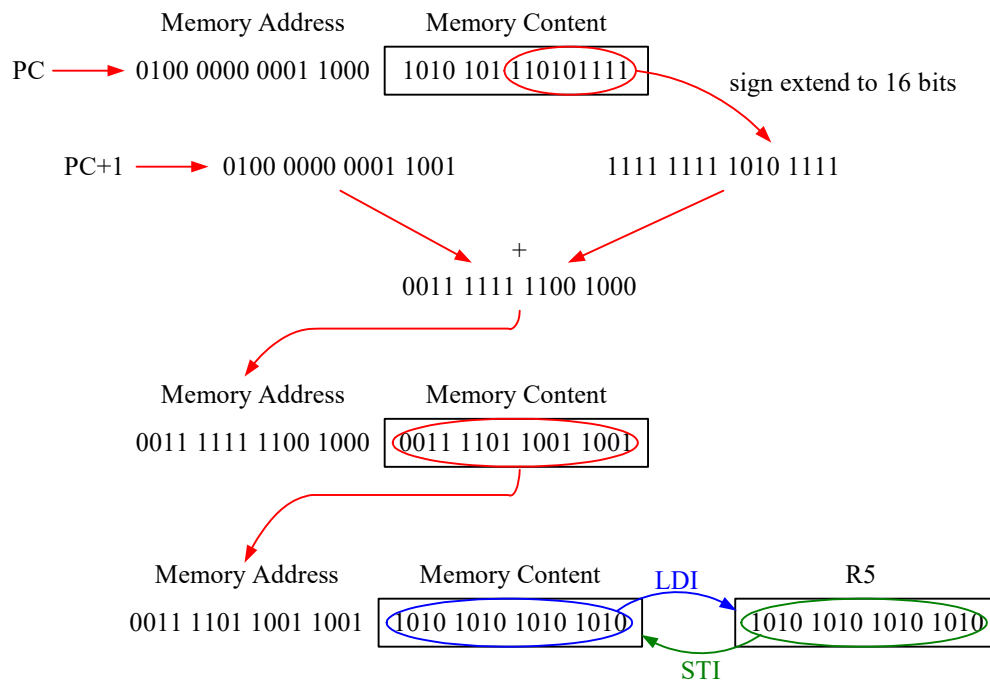 Memory Address Memory Content
PC 0100 0000 0001 1000 1010 101 110101111
sign extend to 16 bits
PC+1 0100 0000 0001 1001 1111 1111 1010 1111
+
0011 1111 1100 1000
Memory Address Memory Content
0011 1111 1100 1000 0011 1101 1001 1001
Memory Address Memory Content LDI R5
0011 1101 1001 1001 1010 1010 1010 1010 1010 1010 1010 1010
STI